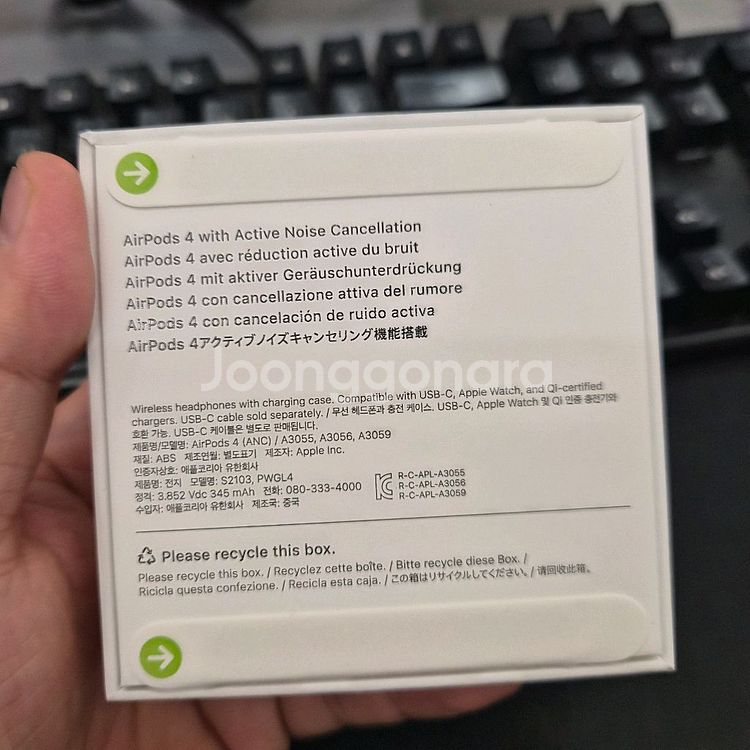 AirPods 4 with Active Noise Cancellation
AirPods 4 avec réduction active du bruit
AirPods 4 mit aktiver Geräuschunterdrückung
AirPods 4 con cancellazione attiva del rumore
AirPods 4 con cancelación de ruido activa
AirPods 4アクティブノイズキャンセリング機能搭載
Joonggonara
Wireless headphones with charging case. Compatible with USB-C, Apple Watch, and Qi-certified
chargers. USB-C cable sold separately. / 무선 헤드폰과 충전 케이스. USB-C, Apple Watch 및 Qi 인증 충전기와
호환 가능. USB-C 케이블은 별도로 판매됩니다.
제품명/모델명: AirPods 4 (ANC) / A3055, A3056, A3059
재질: ABS 제조연월: 별도표기 제조자: Apple Inc.
인증자상호: 애플코리아 유한회사
제품명: 전지 모델명: S2103, PWGL4
정격: 3.852 Vdc 345 mAh 전화: 080-333-4000
수입자: 애플코리아 유한회사 제조국: 중국
R-C-APL-A3055
R-C-APL-A3056
R-C-APL-A3059
Please recycle this box.
Please recycle this box. / Recyclez cette boîte. / Bitte recycle diese Box. /
Ricicla questa confezione. / Recicla esta caja. / この箱はリサイクルしてください。/ 请回收此箱。